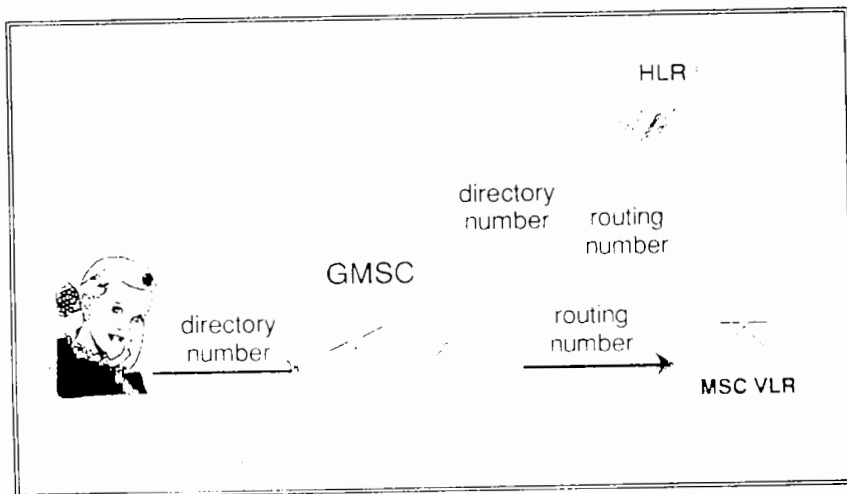 HLR
directory
number
routing
number
GMSC
directory
number
routing
number
MSC VLR